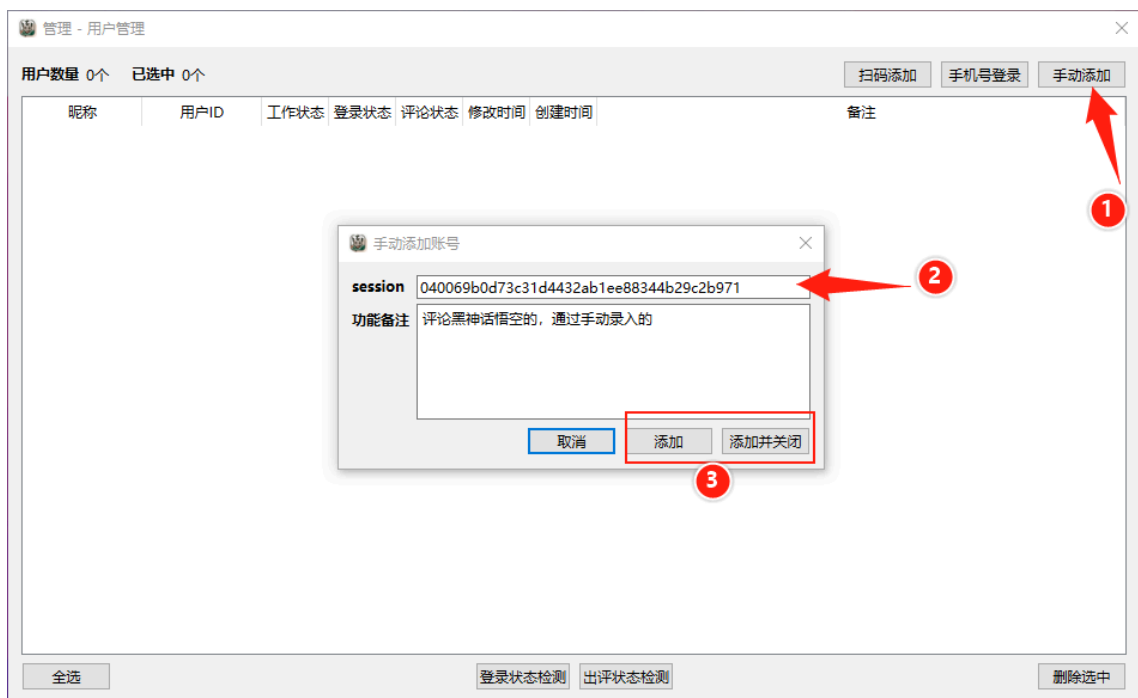 管理 - 用户管理
用户数量 0个 已选中 0个 扫码添加 手机号登录 手动添加
昵称 用户ID 工作状态 登录状态 评论状态 修改时间 创建时间 备注
1
手动添加账号
session 040069b0d73c31d4432ab1ee88344b29c2b971
2
功能备注 评论黑神话悟空的，通过手动录入的
取消 添加 添加并关闭
3
全选 登录状态检测 出评状态检测 删除选中